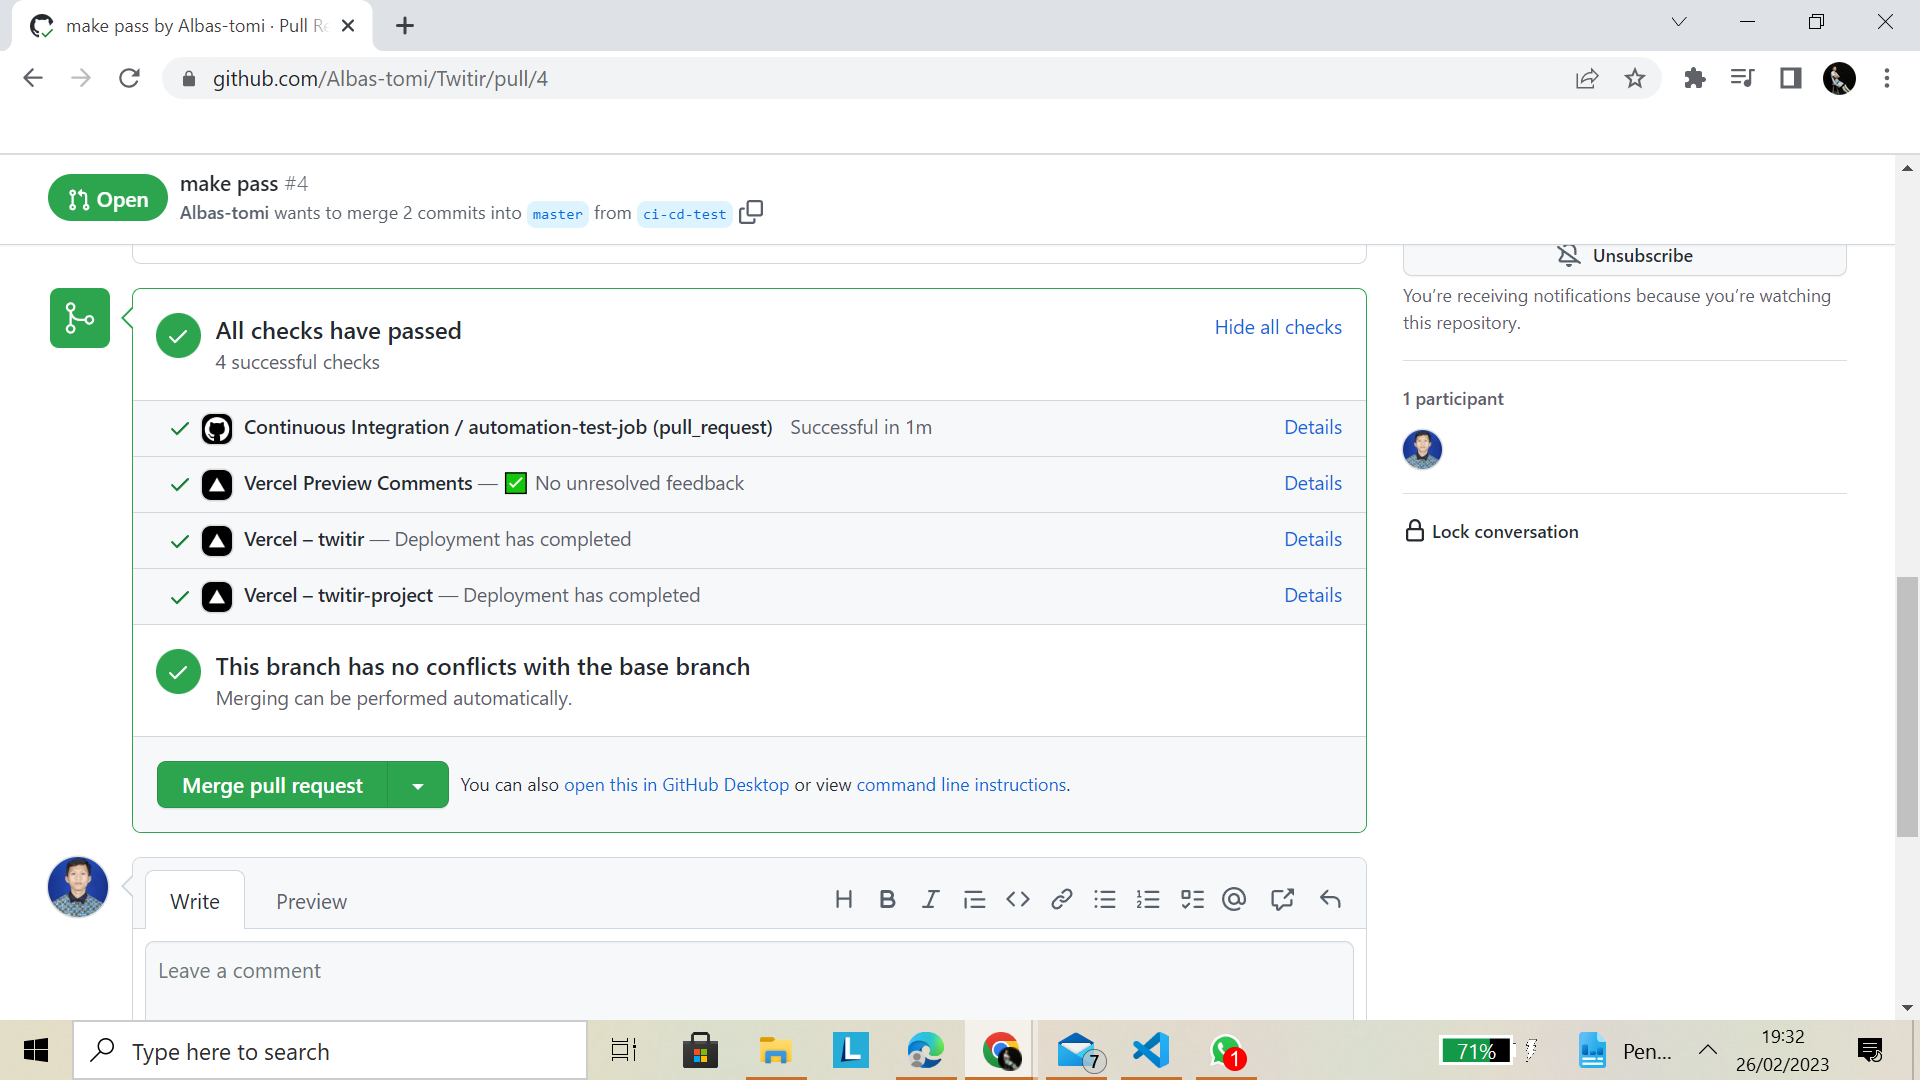 make pass by Albas-tomi · Pull Re
github.com/Albas-tomi/Twitir/pull/4
Open
make pass #4
Albas-tomi wants to merge 2 commits into master from ci-cd-test
Unsubscribe
You're receiving notifications because you're watching
this repository.
All checks have passed
Hide all checks
4 successful checks
Continuous Integration / automation-test-job (pull_request) Successful in 1m
Details
Vercel Preview Comments — ✅ No unresolved feedback
Details
Vercel – twitir — Deployment has completed
Details
Vercel – twitir-project — Deployment has completed
Details
1 participant
Lock conversation
This branch has no conflicts with the base branch
Merging can be performed automatically.
Merge pull request
You can also open this in GitHub Desktop or view command line instructions.
Write
Preview
Leave a comment
Type here to search
7
1
71%
Pen...
19:32
26/02/2023